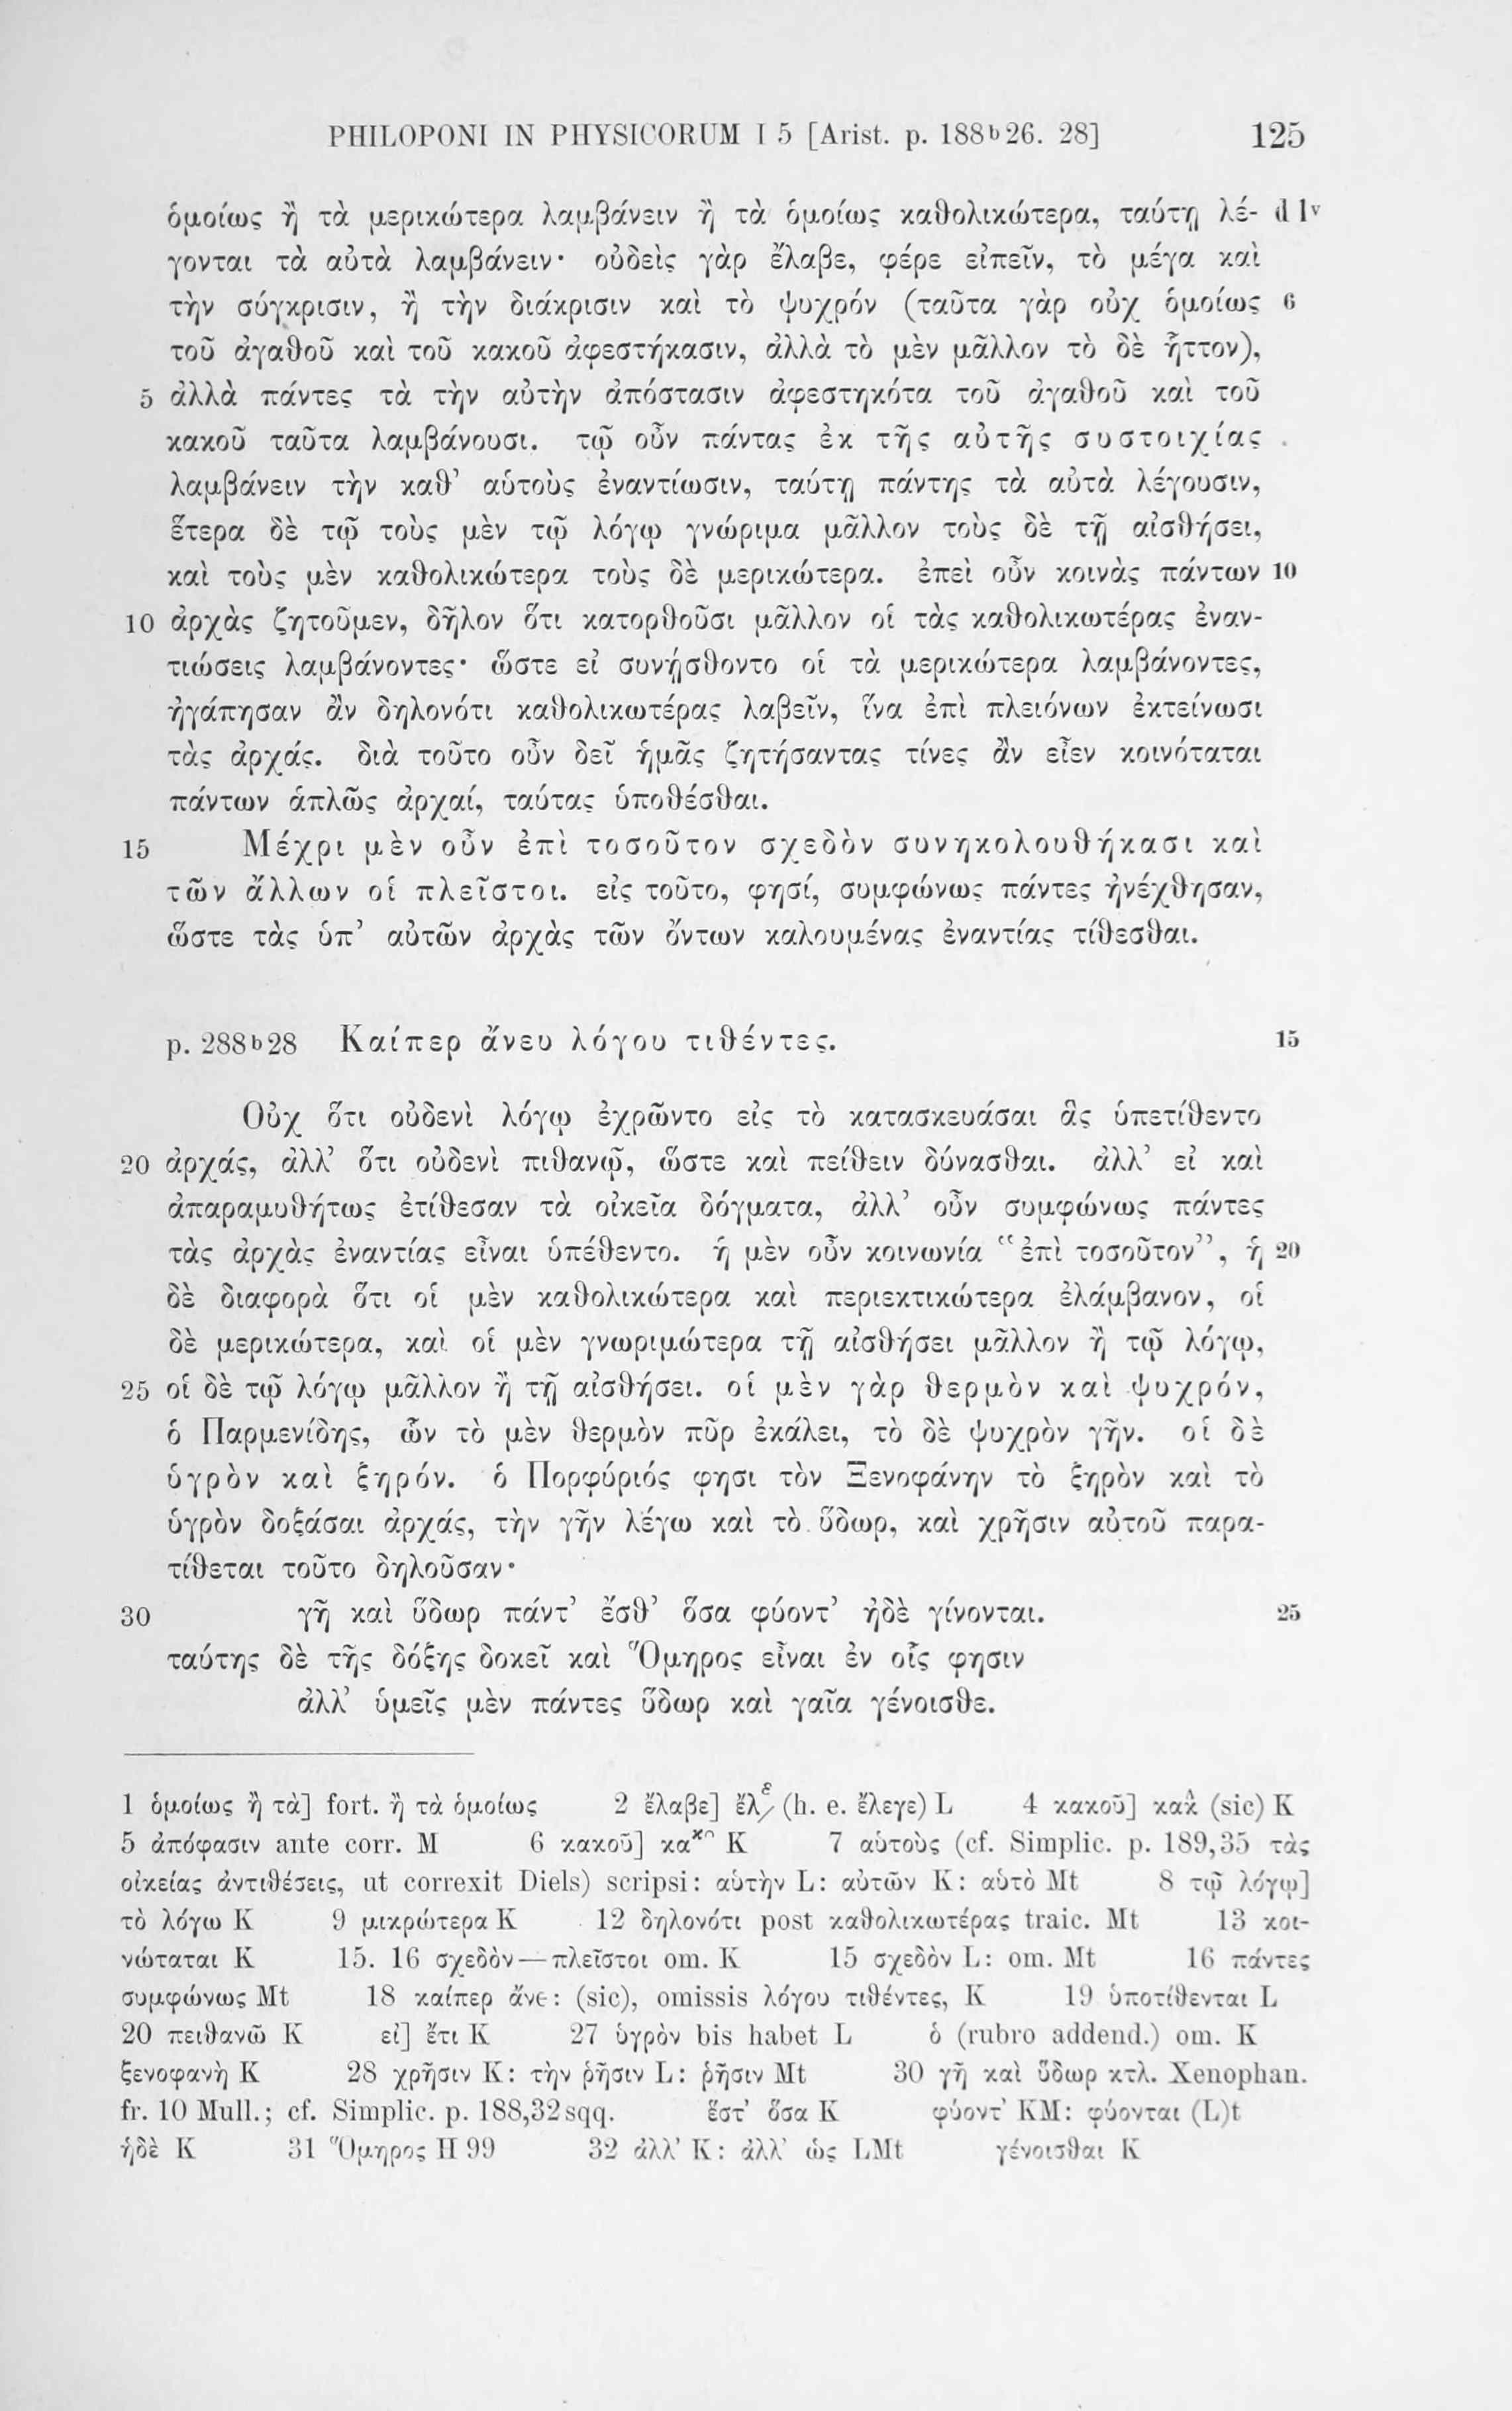 PHILOPONI IN PHYSICORUM I 5 [Arist. p. 188ᵇ26. 28] 125
ὁμοίως ἢ τὰ μερικώτερα λαμβάνειν ἢ τὰ ὁμοίως καθολικώτερα, ταύτῃ λέ- d 1ᵛ
γονται τὰ αὐτὰ λαμβάνειν· οὐδεὶς γὰρ ἔλαβε, φέρε εἰπεῖν, τὸ μέγα καὶ
τὴν σύγκρισιν, ἢ τὴν διάκρισιν καὶ τὸ ψυχρόν (ταῦτα γὰρ οὐχ ὁμοίως 6
τοῦ ἀγαθοῦ καὶ τοῦ κακοῦ ἀφεστήκασιν, ἀλλὰ τὸ μὲν μᾶλλον τὸ δὲ ἧττον),
5 ἀλλὰ πάντες τὰ τὴν αὐτὴν ἀπόστασιν ἀφεστηκότα τοῦ ἀγαθοῦ καὶ τοῦ
κακοῦ ταῦτα λαμβάνουσι. τῷ οὖν πάντας ἐκ τῆς αὐτῆς συστοιχίας
λαμβάνειν τὴν καθ’ αὑτοὺς ἐναντίωσιν, ταύτῃ πάντης τὰ αὐτὰ λέγουσιν,
ἕτερα δὲ τῷ τοὺς μὲν τῷ λόγῳ γνώριμα μᾶλλον τοὺς δὲ τῇ αἰσθήσει,
καὶ τοὺς μὲν καθολικώτερα τοὺς δὲ μερικώτερα. ἐπεὶ οὖν κοινὰς πάντων 10
10 ἀρχὰς ζητοῦμεν, δῆλον ὅτι κατορθοῦσι μᾶλλον οἱ τὰς καθολικωτέρας ἐναν-
τιώσεις λαμβάνοντες· ὥστε εἰ συνῄσθοντο οἱ τὰ μερικώτερα λαμβάνοντες,
ἠγάπησαν ἂν δηλονότι καθολικωτέρας λαβεῖν, ἵνα ἐπὶ πλειόνων ἐκτείνωσι
τὰς ἀρχάς. διὰ τοῦτο οὖν δεῖ ἡμᾶς ζητήσαντας τίνες ἂν εἶεν κοινόταται
πάντων ἁπλῶς ἀρχαί, ταύτας ὑποθέσθαι.
15 Μέχρι μὲν οὖν ἐπὶ τοσοῦτον σχεδὸν συνηκολουθήκασι καὶ
τῶν ἄλλων οἱ πλεῖστοι. εἰς τοῦτο, φησί, συμφώνως πάντες ἠνέχθησαν,
ὥστε τὰς ὑπ’ αὐτῶν ἀρχὰς τῶν ὄντων καλουμένας ἐναντίας τίθεσθαι.
p. 288ᵇ28 Καίπερ ἄνευ λόγου τιθέντες. 15
Οὐχ ὅτι οὐδενὶ λόγῳ ἐχρῶντο εἰς τὸ κατασκευάσαι ἃς ὑπετίθεντο
20 ἀρχάς, ἀλλ’ ὅτι οὐδενὶ πιθανῷ, ὥστε καὶ πείθειν δύνασθαι. ἀλλ’ εἰ καὶ
ἀπαραμυθήτως ἐτίθεσαν τὰ οἰκεῖα δόγματα, ἀλλ’ οὖν συμφώνως πάντες
τὰς ἀρχὰς ἐναντίας εἶναι ὑπέθεντο. ἡ μὲν οὖν κοινωνία “ἐπὶ τοσοῦτον”, ἡ 20
δὲ διαφορὰ ὅτι οἱ μὲν καθολικώτερα καὶ περιεκτικώτερα ἐλάμβανον, οἱ
δὲ μερικώτερα, καὶ οἱ μὲν γνωριμώτερα τῇ αἰσθήσει μᾶλλον ἢ τῷ λόγῳ,
25 οἱ δὲ τῷ λόγῳ μᾶλλον ἢ τῇ αἰσθήσει. οἱ μὲν γὰρ θερμὸν καὶ ψυχρόν,
ὁ Παρμενίδης, ὧν τὸ μὲν θερμὸν πῦρ ἐκάλει, τὸ δὲ ψυχρὸν γῆν. οἱ δὲ
ὑγρὸν καὶ ξηρόν. ὁ Πορφύριός φησι τὸν Ξενοφάνην τὸ ξηρὸν καὶ τὸ
ὑγρὸν δοξάσαι ἀρχάς, τὴν γῆν λέγω καὶ τὸ ὕδωρ, καὶ χρῆσιν αὐτοῦ παρα-
τίθεται τοῦτο δηλοῦσαν·
30 γῆ καὶ ὕδωρ πάντ’ ἔσθ’ ὅσα φύοντ’ ἠδὲ γίνονται. 25
ταύτης δὲ τῆς δόξης δοκεῖ καὶ Ὅμηρος εἶναι ἐν οἷς φησιν
ἀλλ’ ὑμεῖς μὲν πάντες ὕδωρ καὶ γαῖα γένοισθε.
1 ὁμοίως ἢ τὰ] fort. ἢ τὰ ὁμοίως 2 ἔλαβε] (h. e. ἔλεγε) L 4 κακοῦ] (sic) K
5 ἀπόφασιν ante corr. M 6 κακοῦ] K 7 αὑτοὺς (cf. Simplic. p. 189,35 τὰς
οἰκείας ἀντιθέσεις, ut correxit Diels) scripsi: αὑτὴν L: αὐτῶν K: αὑτὸ Mt 8 τῷ λόγῳ]
τὸ λόγω K 9 μικρώτερα K 12 δηλονότι post καθολικωτέρας traic. Mt 13 κοι-
νώταται K 15. 16 σχεδὸν—πλεῖστοι om. K 15 σχεδὸν L: om. Mt 16 πάντες
συμφώνως Mt 18 καίπερ ἄνε: (sic), omissis λόγου τιθέντες, K 19 ὑποτίθενται L
20 πειθανῶ K εἰ] ἔτι K 27 ὑγρὸν bis habet L ὁ (rubro addend.) om. K
ξενοφανὴ K 28 χρῆσιν K: τὴν ῥῆσιν L: ῥῆσιν Mt 30 γῆ καὶ ὕδωρ κτλ. Xenophan.
fr. 10 Mull.; cf. Simplic. p. 188,32 sqq. ἔστ’ ὅσα K φύοντ’ KM: φύονται (L)t
ἡδὲ K 31 Ὅμηρος Η 99 32 ἀλλ’ K: ἀλλ’ ὡς LMt γένοισθαι K